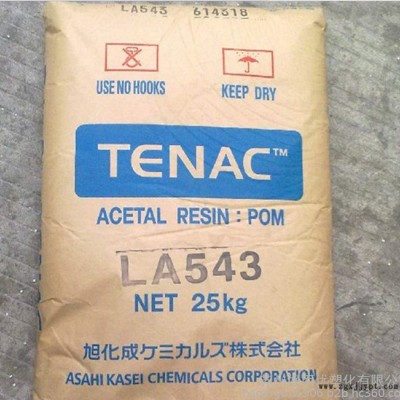 LA543 614318
USE NO HOOKS
KEEP DRY
TENAC™
ACETAL RESIN : POM
LA543
NET 25kg
旭化成ケミカルズ株式会社
ASAHI KASEI CHEMICALS CORPORATION